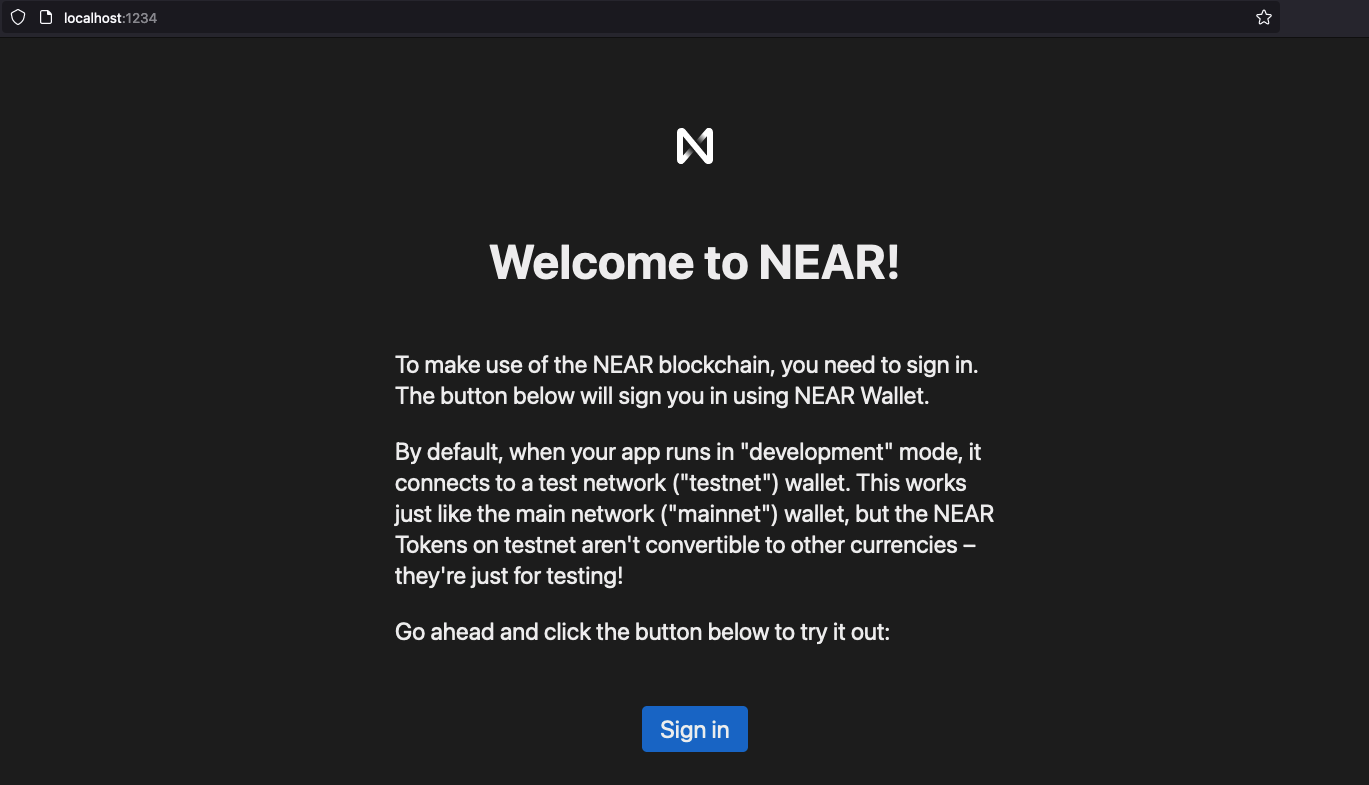 localhost:1234
Welcome to NEAR!
To make use of the NEAR blockchain, you need to sign in.
The button below will sign you in using NEAR Wallet.
By default, when your app runs in "development" mode, it
connects to a test network ("testnet") wallet. This works
just like the main network ("mainnet") wallet, but the NEAR
Tokens on testnet aren't convertible to other currencies –
they're just for testing!
Go ahead and click the button below to try it out:
Sign in